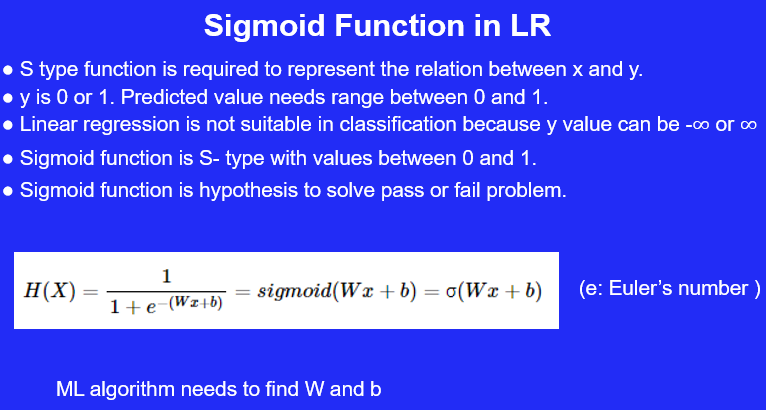 Sigmoid Function in LR
● S type function is required to represent the relation between x and y.
● y is 0 or 1. Predicted value needs range between 0 and 1.
● Linear regression is not suitable in classification because y value can be -∞ or ∞
● Sigmoid function is S- type with values between 0 and 1.
● Sigmoid function is hypothesis to solve pass or fail problem.
H(X) = 1 / (1 + e^-(Wx+b)) = sigmoid(Wx + b) = σ(Wx + b) (e: Euler’s number )
ML algorithm needs to find W and b